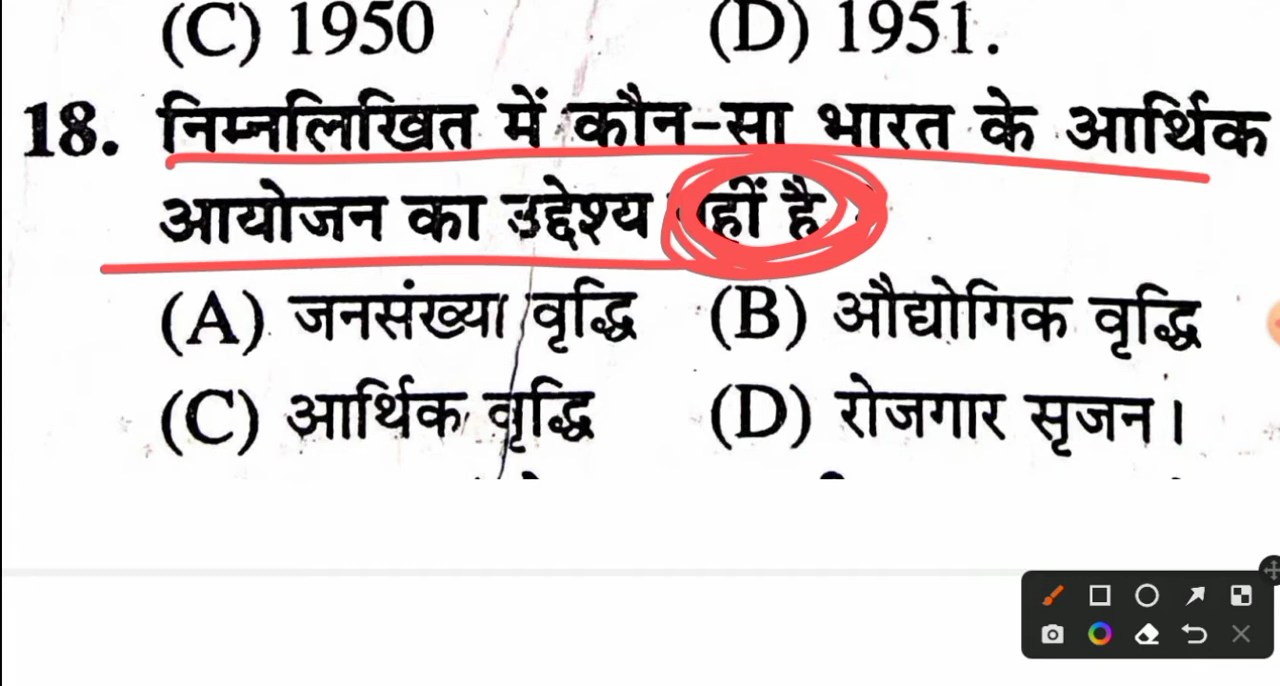 (C) 1950 (D) 1951.
18. निम्नलिखित में कौन-सा भारत के आर्थिक
आयोजन का उद्देश्य नहीं है
(A) जनसंख्या वृद्धि (B) औद्योगिक वृद्धि
(C) आर्थिक वृद्धि (D) रोजगार सृजन।